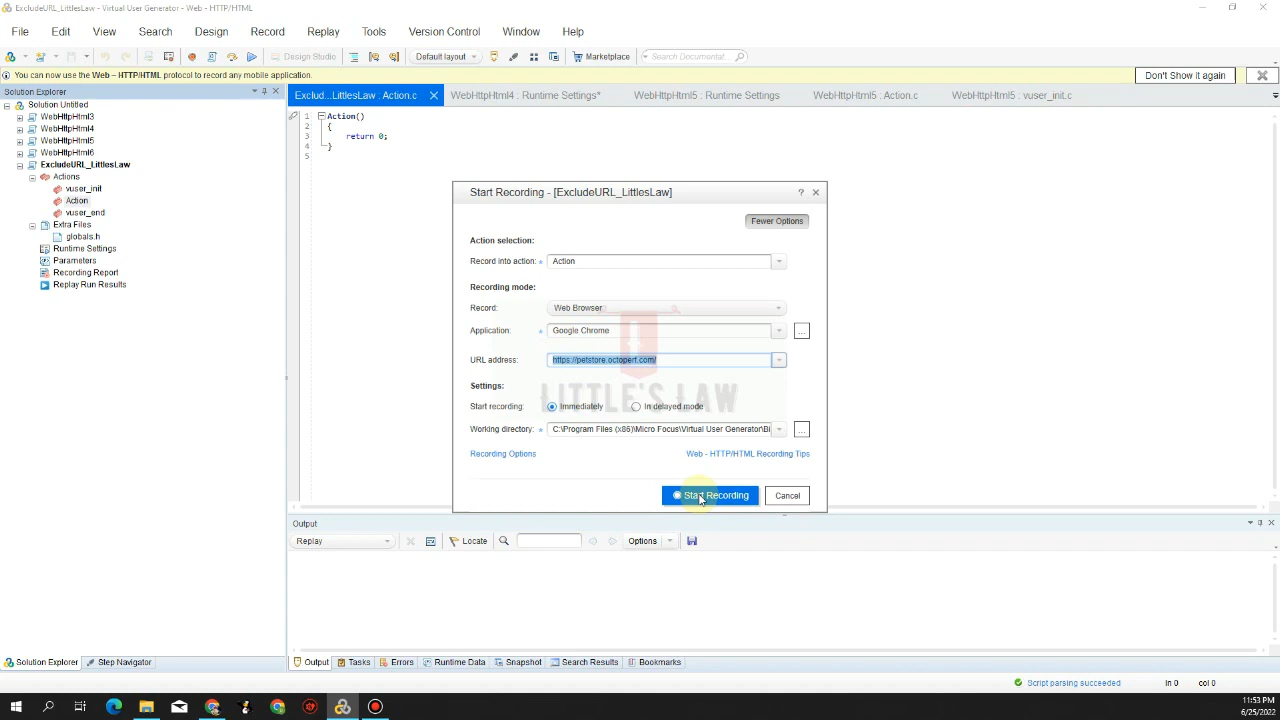 ExcludeURL_LittlesLaw - Virtual User Generator - Web - HTTP/HTML
File Edit View Search Design Record Replay Tools Version Control Window Help
Design Studio Default layout Marketplace Search Documentat.
You can now use the Web – HTTP/HTML protocol to record any mobile application. Don't Show it again
Solution Explorer
Exclud...LittlesLaw : Action.c WebHttpHtml4 : Runtime Settings* WebHttpHtml5 : Runtime Settings WebHttpHtml5 : Action.c WebHttpHtml5 : vuser_init.c
Solution Untitled
WebHttpHtml3
WebHttpHtml4
WebHttpHtml5
WebHttpHtml6
ExcludeURL_LittlesLaw
Actions
vuser_init
Action
vuser_end
Extra Files
globals.h
Runtime Settings
Parameters
Recording Report
Replay Run Results
1 Action()
2 {
3 return 0;
4 }
5
Start Recording - [ExcludeURL_LittlesLaw] ?
Fewer Options
Action selection:
Record into action: * Action
Recording mode:
Record: Web Browser
Application: * Google Chrome ...
URL address: https://petstore.octoperf.com/
Settings:
LITTLE'S LAW
Start recording: Immediately In delayed mode
Working directory: * C:\Program Files (x86)\Micro Focus\Virtual User Generator\Bi ...
Recording Options Web - HTTP/HTML Recording Tips
Start Recording Cancel
Output
Replay Locate Options
Solution Explorer Step Navigator
Output Tasks Errors Runtime Data Snapshot Search Results Bookmarks
Script parsing succeeded ln 0 col 0
11:53 PM
6/25/2022